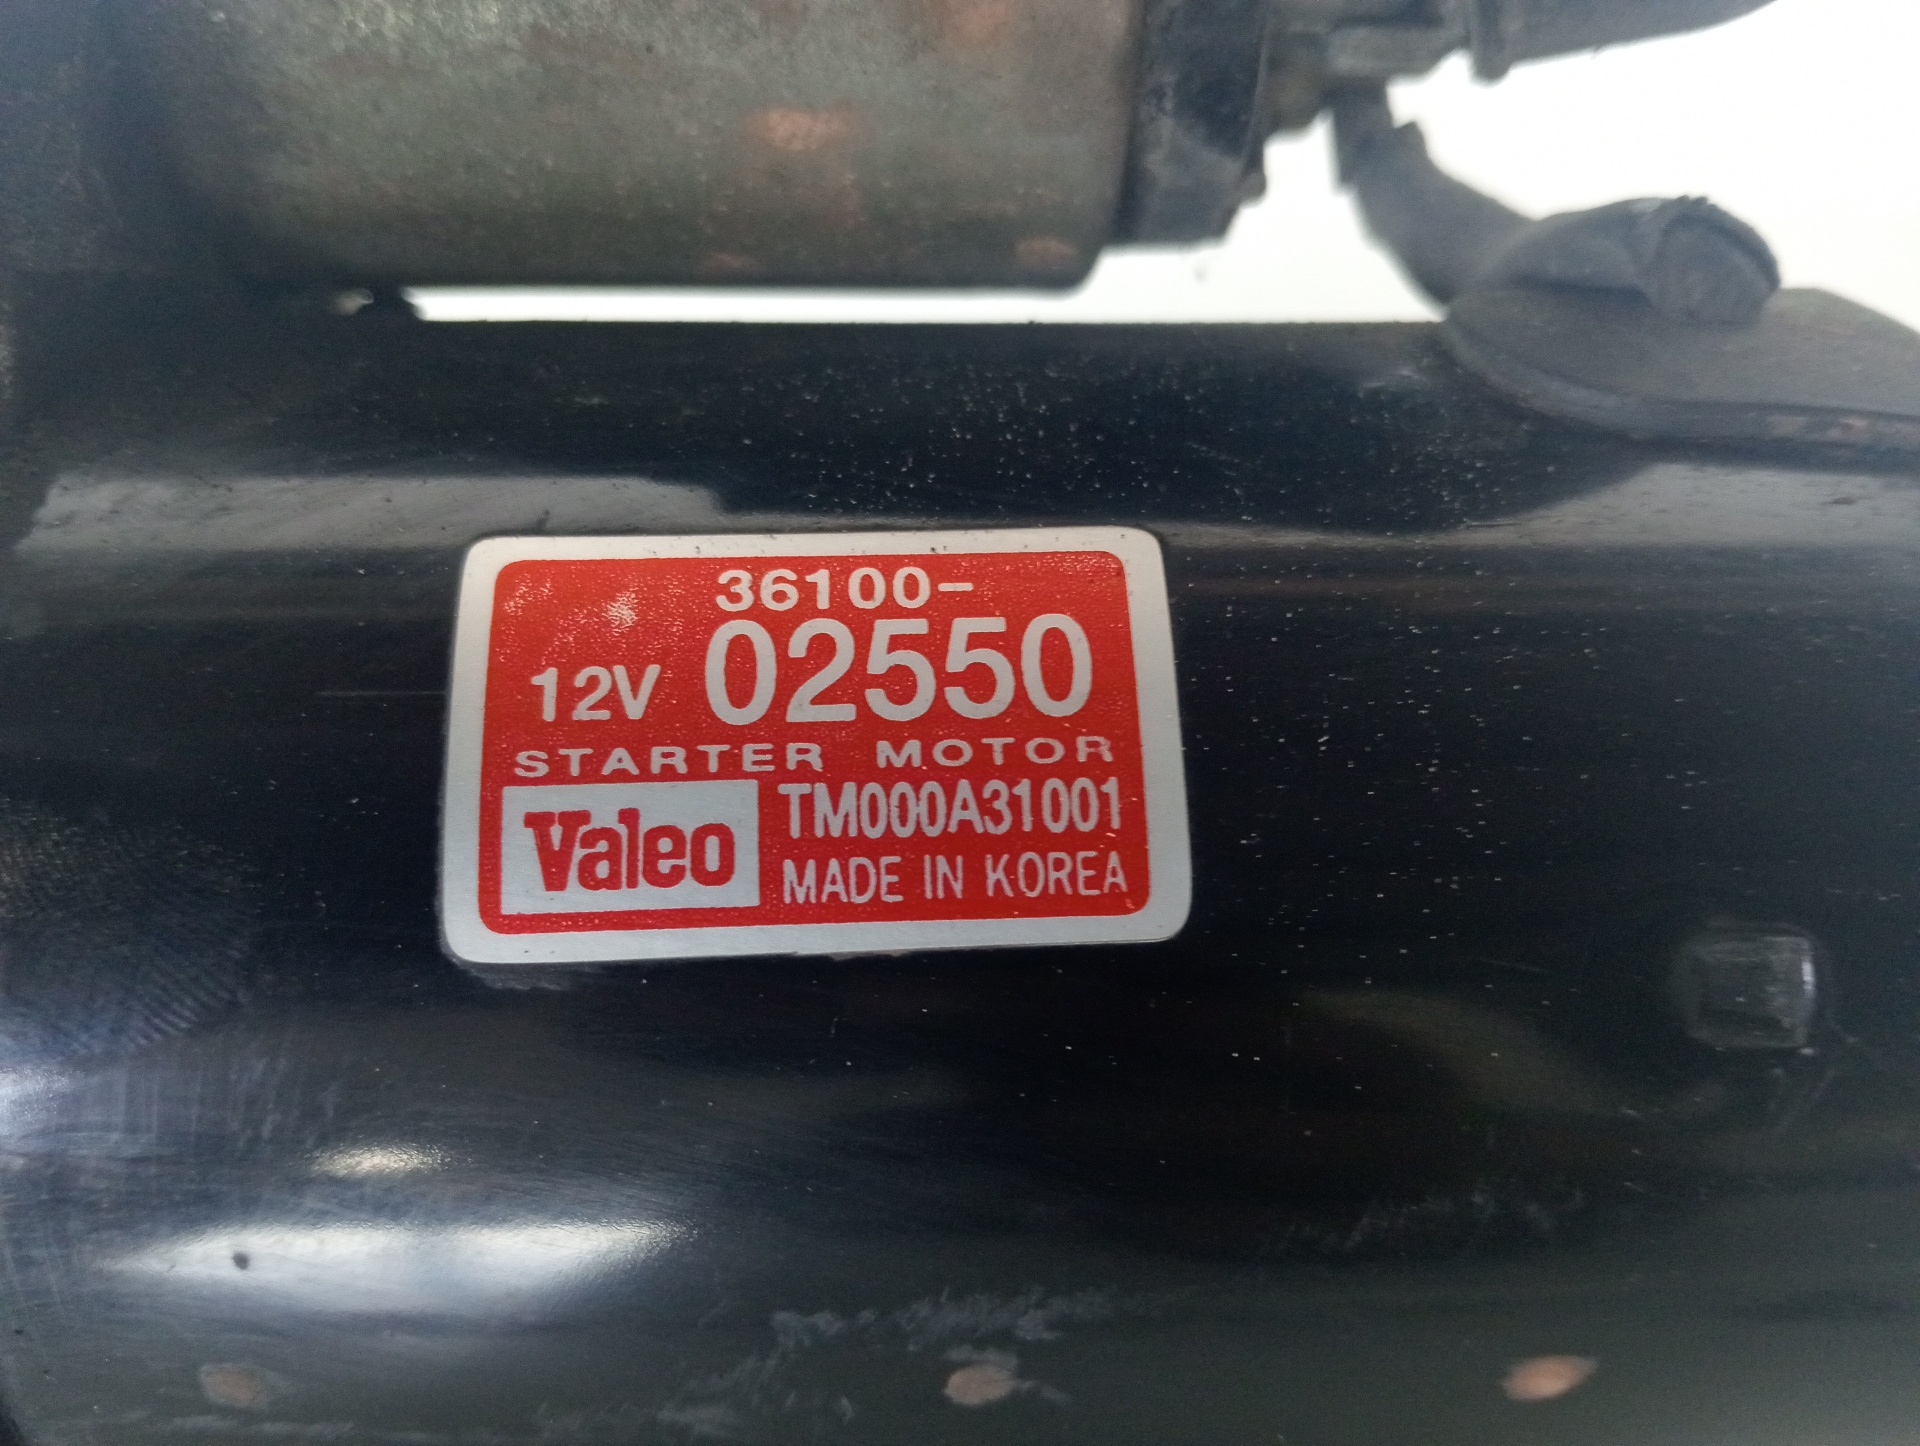 36100-
12V 02550
STARTER MOTOR
Valeo TM000A31001
MADE IN KOREA